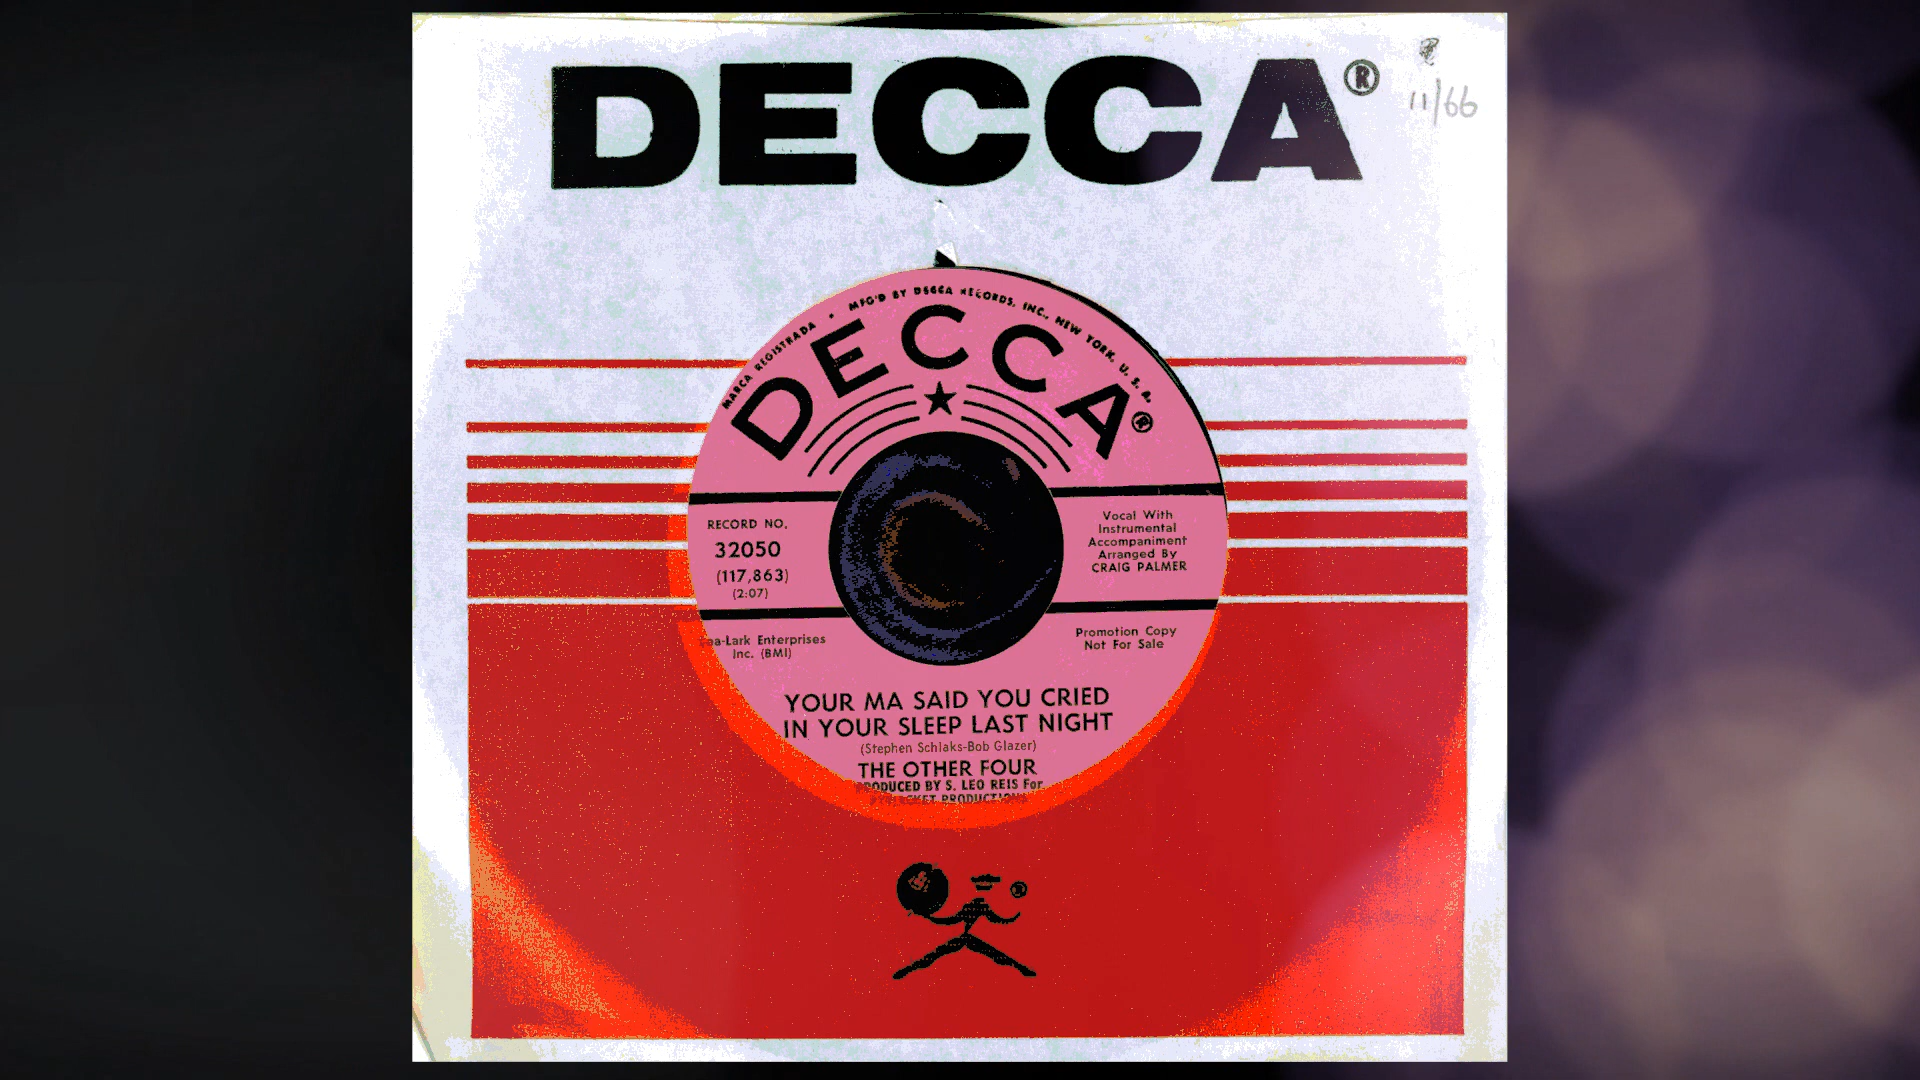 DECCA®
11/66
MARCA REGISTRADA • MFG'D BY DECCA RECORDS, INC., NEW YORK, U. S. A.
DECCA®
RECORD NO.
32050
(117,863)
(2:07)
Vocal With
Instrumental
Accompaniment
Arranged By
CRAIG PALMER
Enterprises
Inc. (BMI)
Promotion Copy
Not For Sale
YOUR MA SAID YOU CRIED
IN YOUR SLEEP LAST NIGHT
(Stephen Schlaks-Bob Glazer)
THE OTHER FOUR
PRODUCED BY S. LEO REIS For
PRODUCTIONS